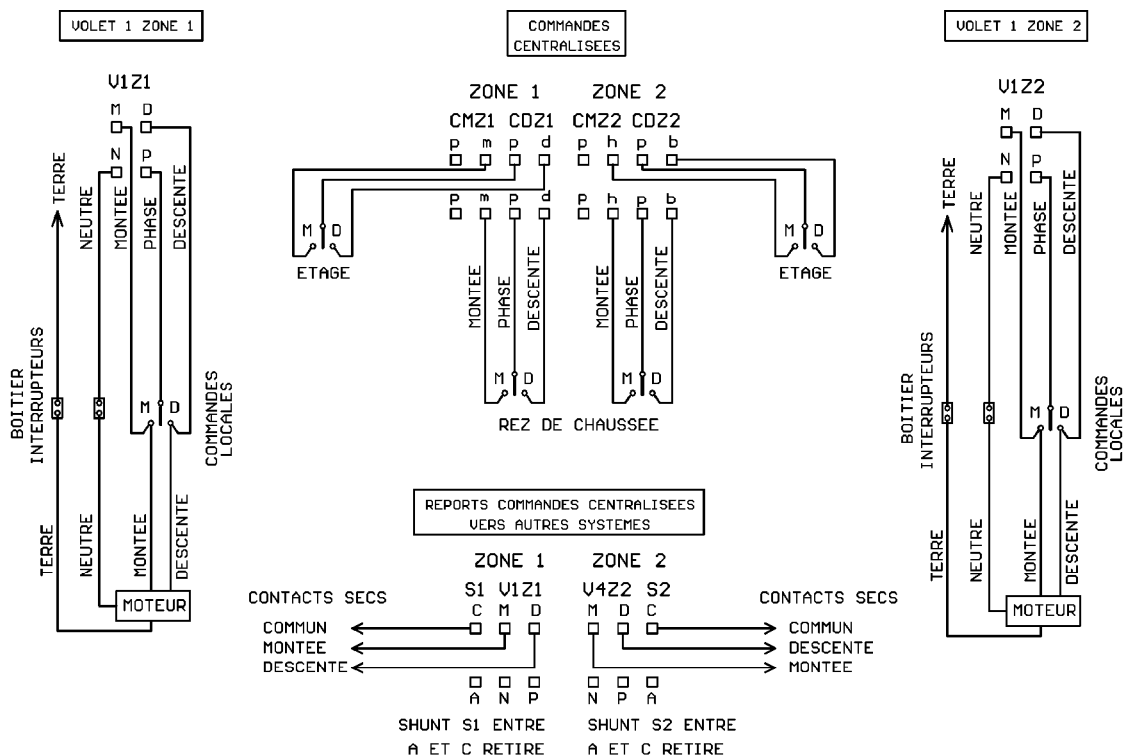 VOLET 1 ZONE 1
COMMANDES
CENTRALISEES
VOLET 1 ZONE 2
V1Z1
M D
N P
TERRE
NEUTRE
MONTEE
PHASE
DESCENTE
BOITIER
INTERRUPTEURS
M D
COMMANDES
LOCALES
TERRE
NEUTRE
MONTEE
DESCENTE
MOTEUR
ZONE 1 ZONE 2
CMZ1 CDZ1 CMZ2 CDZ2
p m p d p h p b
p m p d p h p b
M D
ETAGE
M D
ETAGE
MONTEE
PHASE
DESCENTE
MONTEE
PHASE
DESCENTE
M D
M D
REZ DE CHAUSSEE
V1Z2
M D
N P
TERRE
NEUTRE
MONTEE
PHASE
DESCENTE
BOITIER
INTERRUPTEURS
M D
COMMANDES
LOCALES
TERRE
NEUTRE
MONTEE
DESCENTE
MOTEUR
REPORTS COMMANDES CENTRALISEES
VERS AUTRES SYSTEMES
ZONE 1 ZONE 2
S1 V1Z1 V4Z2 S2
CONTACTS SECS
C M D
M D C
CONTACTS SECS
COMMUN
MONTEE
DESCENTE
COMMUN
DESCENTE
MONTEE
A N P
N P A
SHUNT S1 ENTRE
A ET C RETIRE
SHUNT S2 ENTRE
A ET C RETIRE